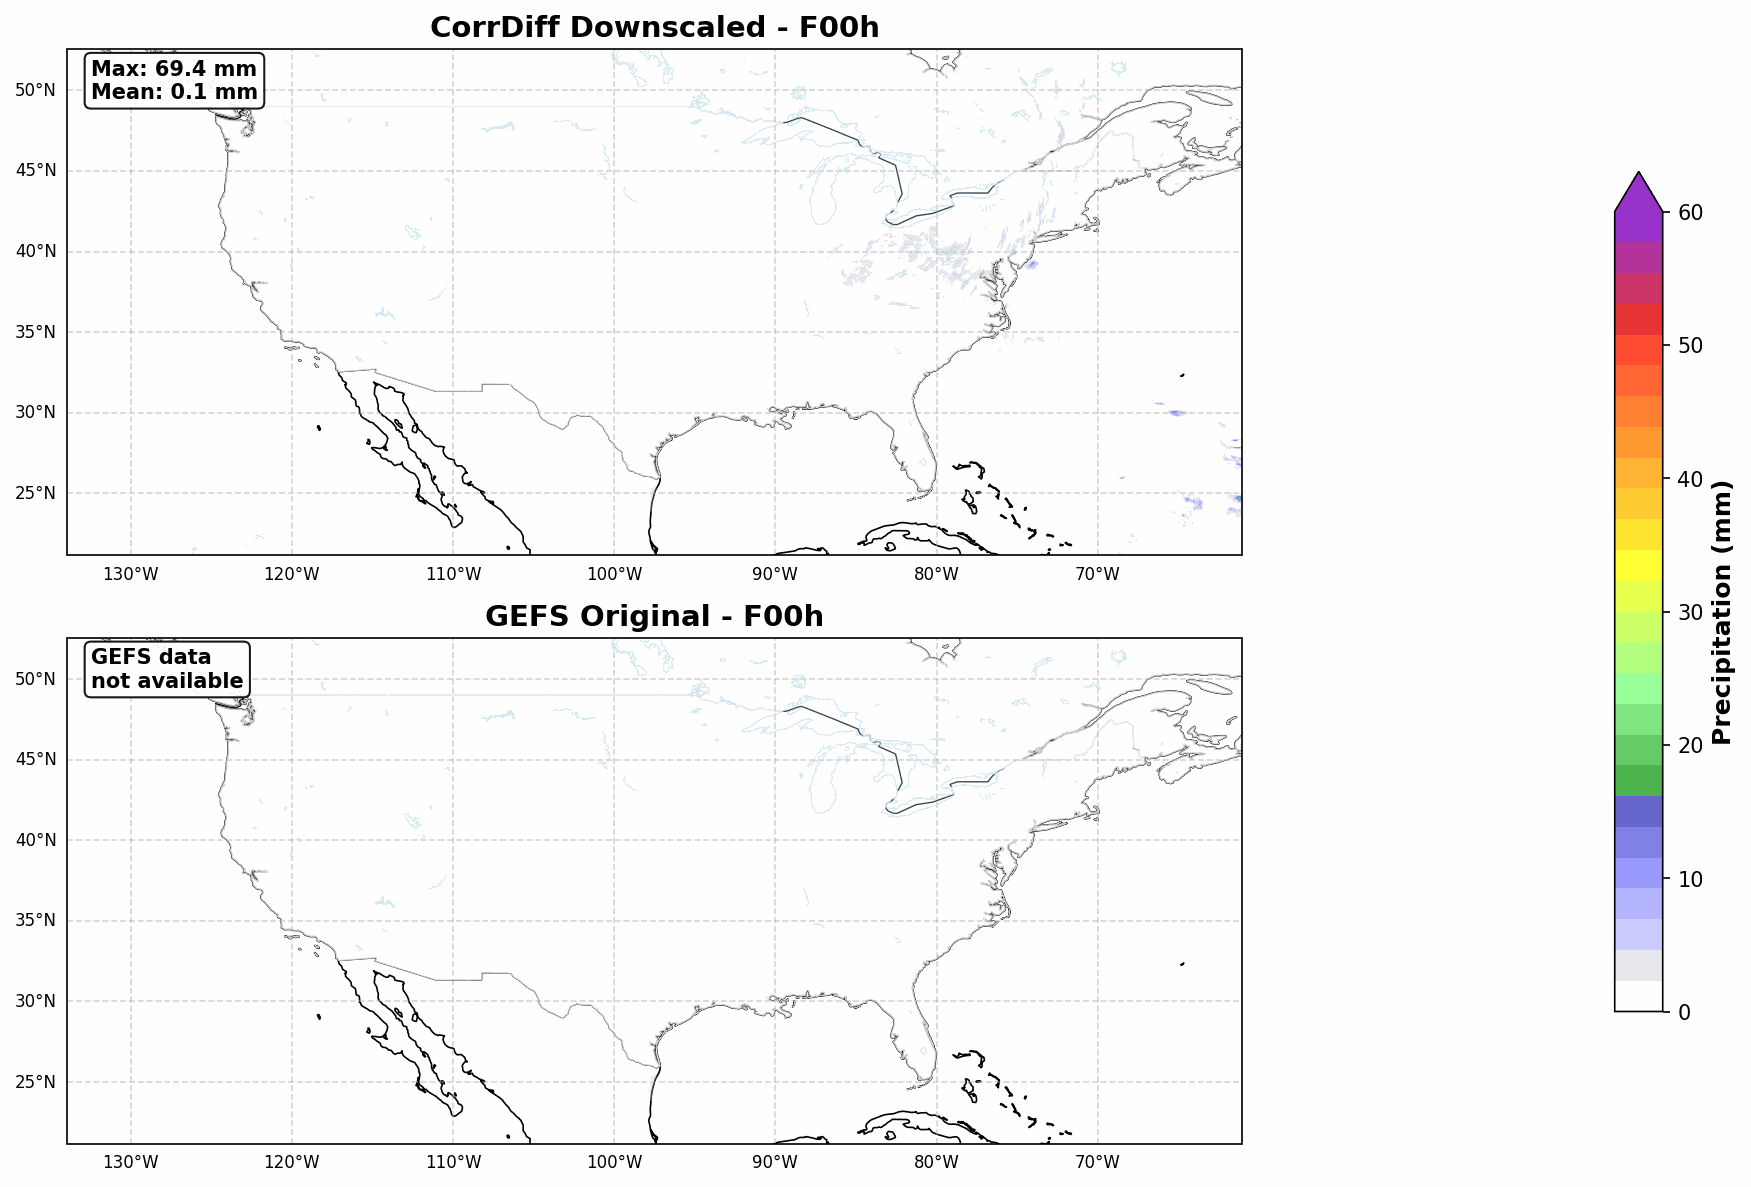 CorrDiff Downscaled - F00h
Max: 69.4 mm
Mean: 0.1 mm
50°N
45°N
40°N
35°N
30°N
25°N
130°W 120°W 110°W 100°W 90°W 80°W 70°W
GEFS Original - F00h
GEFS data
not available
50°N
45°N
40°N
35°N
30°N
25°N
130°W 120°W 110°W 100°W 90°W 80°W 70°W
60
50
40
30
20
10
0
Precipitation (mm)